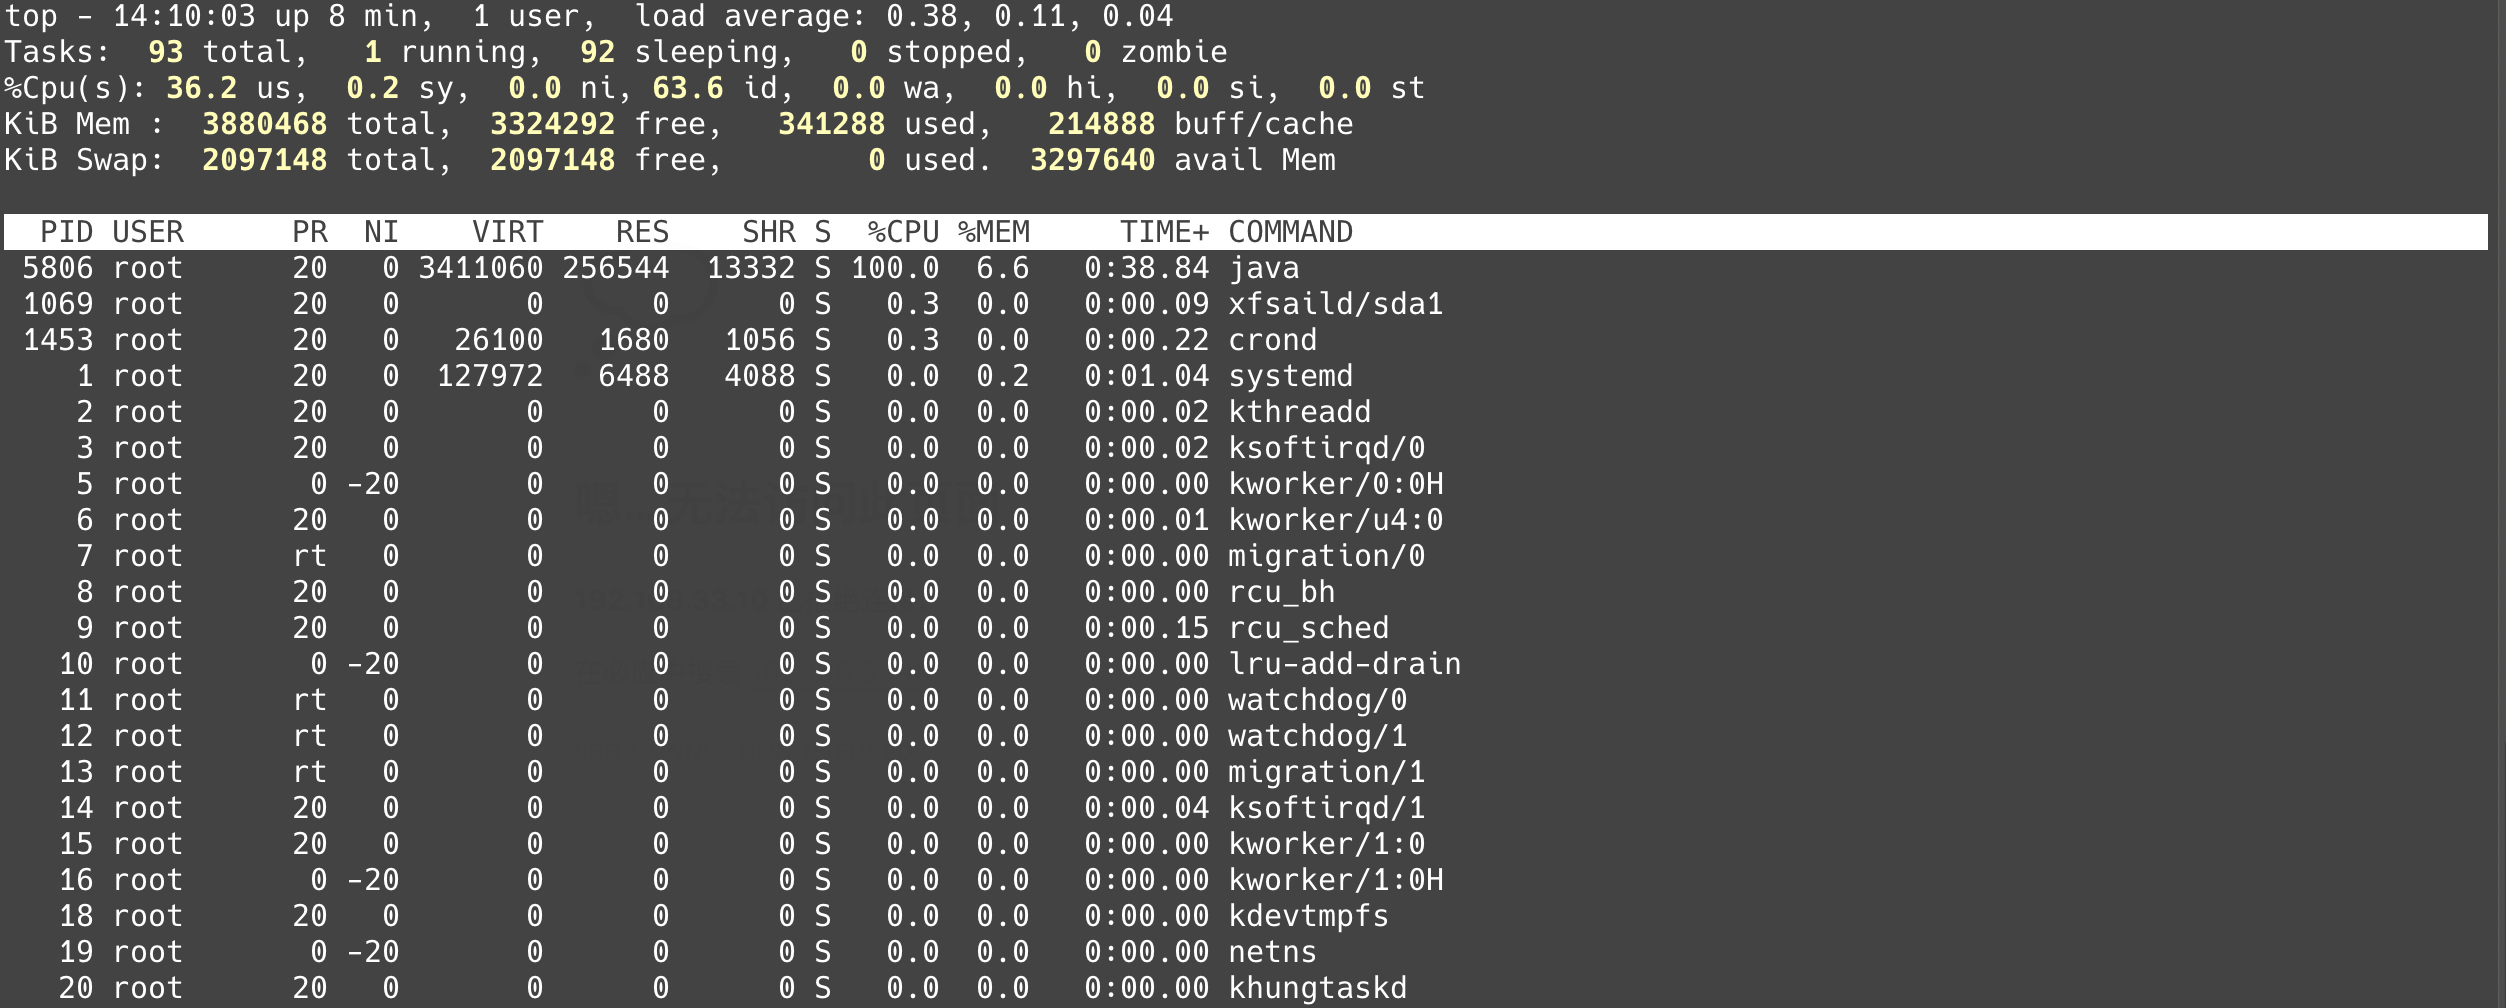 top - 14:10:03 up 8 min,  1 user,  load average: 0.38, 0.11, 0.04
Tasks:  93 total,   1 running,  92 sleeping,   0 stopped,   0 zombie
%Cpu(s): 36.2 us,  0.2 sy,  0.0 ni, 63.6 id,  0.0 wa,  0.0 hi,  0.0 si,  0.0 st
KiB Mem :  3880468 total,  3324292 free,   341288 used,   214888 buff/cache
KiB Swap:  2097148 total,  2097148 free,        0 used.  3297640 avail Mem
  PID USER      PR  NI    VIRT    RES    SHR S  %CPU %MEM     TIME+ COMMAND
 5806 root      20   0 3411060 256544  13332 S 100.0  6.6   0:38.84 java
 1069 root      20   0       0      0      0 S   0.3  0.0   0:00.09 xfsaild/sda1
 1453 root      20   0   26100   1680   1056 S   0.3  0.0   0:00.22 crond
    1 root      20   0  127972   6488   4088 S   0.0  0.2   0:01.04 systemd
    2 root      20   0       0      0      0 S   0.0  0.0   0:00.02 kthreadd
    3 root      20   0       0      0      0 S   0.0  0.0   0:00.02 ksoftirqd/0
    5 root       0 -20       0      0      0 S   0.0  0.0   0:00.00 kworker/0:0H
    6 root      20   0       0      0      0 S   0.0  0.0   0:00.01 kworker/u4:0
    7 root      rt   0       0      0      0 S   0.0  0.0   0:00.00 migration/0
    8 root      20   0       0      0      0 S   0.0  0.0   0:00.00 rcu_bh
    9 root      20   0       0      0      0 S   0.0  0.0   0:00.15 rcu_sched
   10 root       0 -20       0      0      0 S   0.0  0.0   0:00.00 lru-add-drain
   11 root      rt   0       0      0      0 S   0.0  0.0   0:00.00 watchdog/0
   12 root      rt   0       0      0      0 S   0.0  0.0   0:00.00 watchdog/1
   13 root      rt   0       0      0      0 S   0.0  0.0   0:00.00 migration/1
   14 root      20   0       0      0      0 S   0.0  0.0   0:00.04 ksoftirqd/1
   15 root      20   0       0      0      0 S   0.0  0.0   0:00.00 kworker/1:0
   16 root       0 -20       0      0      0 S   0.0  0.0   0:00.00 kworker/1:0H
   18 root      20   0       0      0      0 S   0.0  0.0   0:00.00 kdevtmpfs
   19 root       0 -20       0      0      0 S   0.0  0.0   0:00.00 netns
   20 root      20   0       0      0      0 S   0.0  0.0   0:00.00 khungtaskd